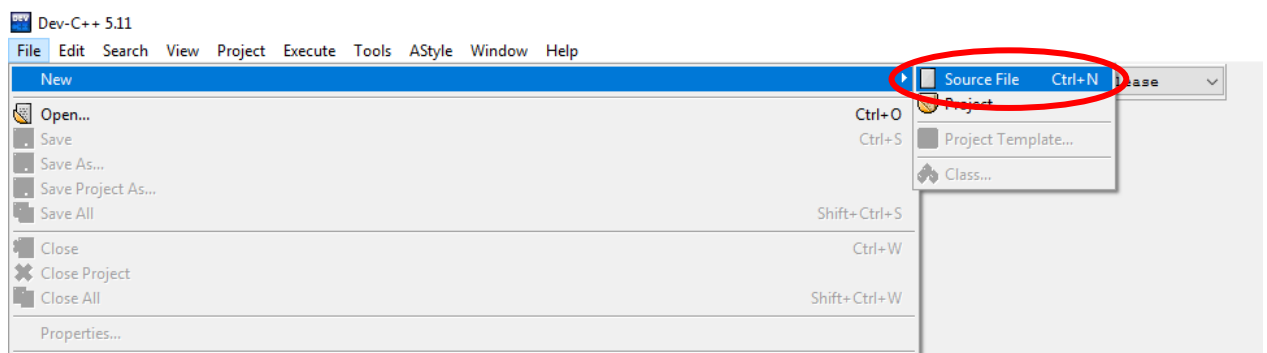 Dev-C++ 5.11
File Edit Search View Project Execute Tools AStyle Window Help
New
Source File Ctrl+N
Project
Open... Ctrl+O
Save Ctrl+S
Project Template...
Save As...
Class...
Save Project As...
Save All Shift+Ctrl+S
Close Ctrl+W
Close Project
Close All Shift+Ctrl+W
Properties...